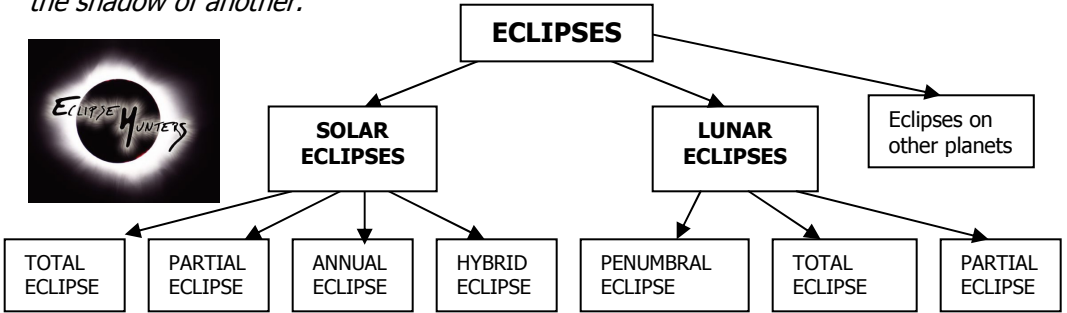 the shadow of another.
ECLIPSES
ECLIPSE HUNTERS
SOLAR
ECLIPSES
LUNAR
ECLIPSES
Eclipses on
other planets
TOTAL
ECLIPSE
PARTIAL
ECLIPSE
ANNUAL
ECLIPSE
HYBRID
ECLIPSE
PENUMBRAL
ECLIPSE
TOTAL
ECLIPSE
PARTIAL
ECLIPSE